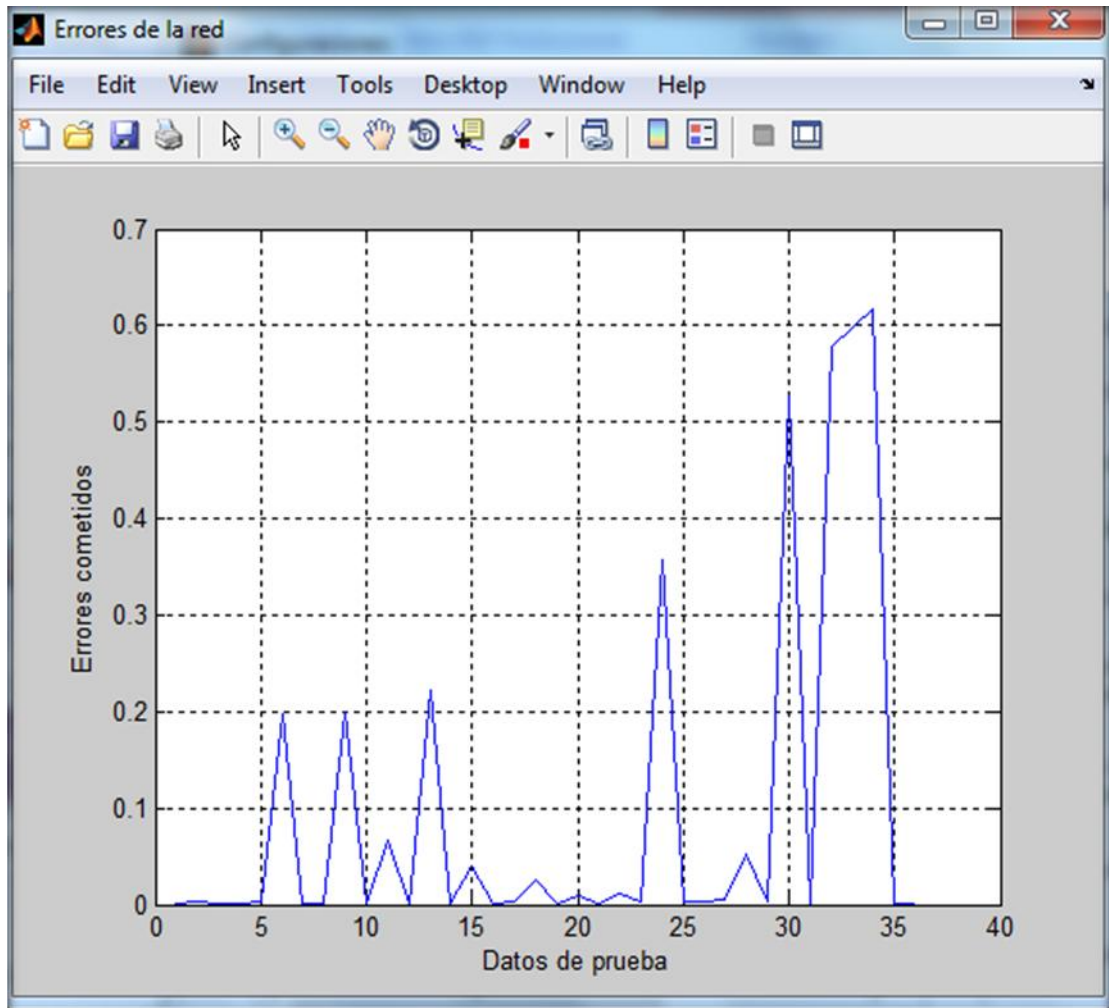 Errores de la red
File Edit View Insert Tools Desktop Window Help
0.7
0.6
0.5
0.4
0.3
0.2
0.1
0
Errores cometidos
0 5 10 15 20 25 30 35 40
Datos de prueba